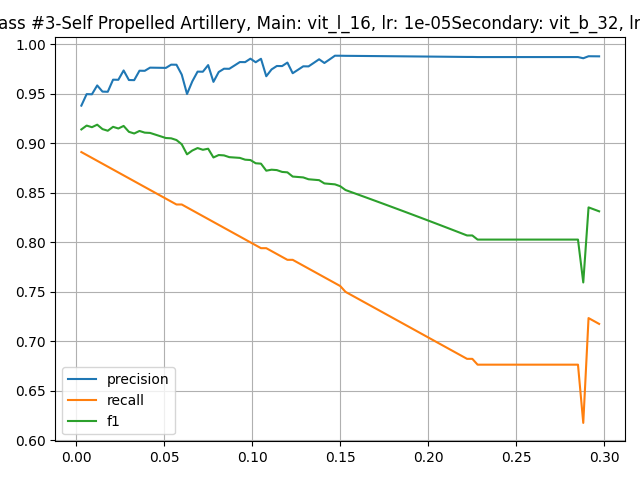 ass #3-Self Propelled Artillery, Main: vit_l_16, lr: 1e-05Secondary: vit_b_32, lr
1.00
0.95
0.90
0.85
0.80
0.75
0.70
0.65
0.60
precision
recall
f1
0.00 0.05 0.10 0.15 0.20 0.25 0.30